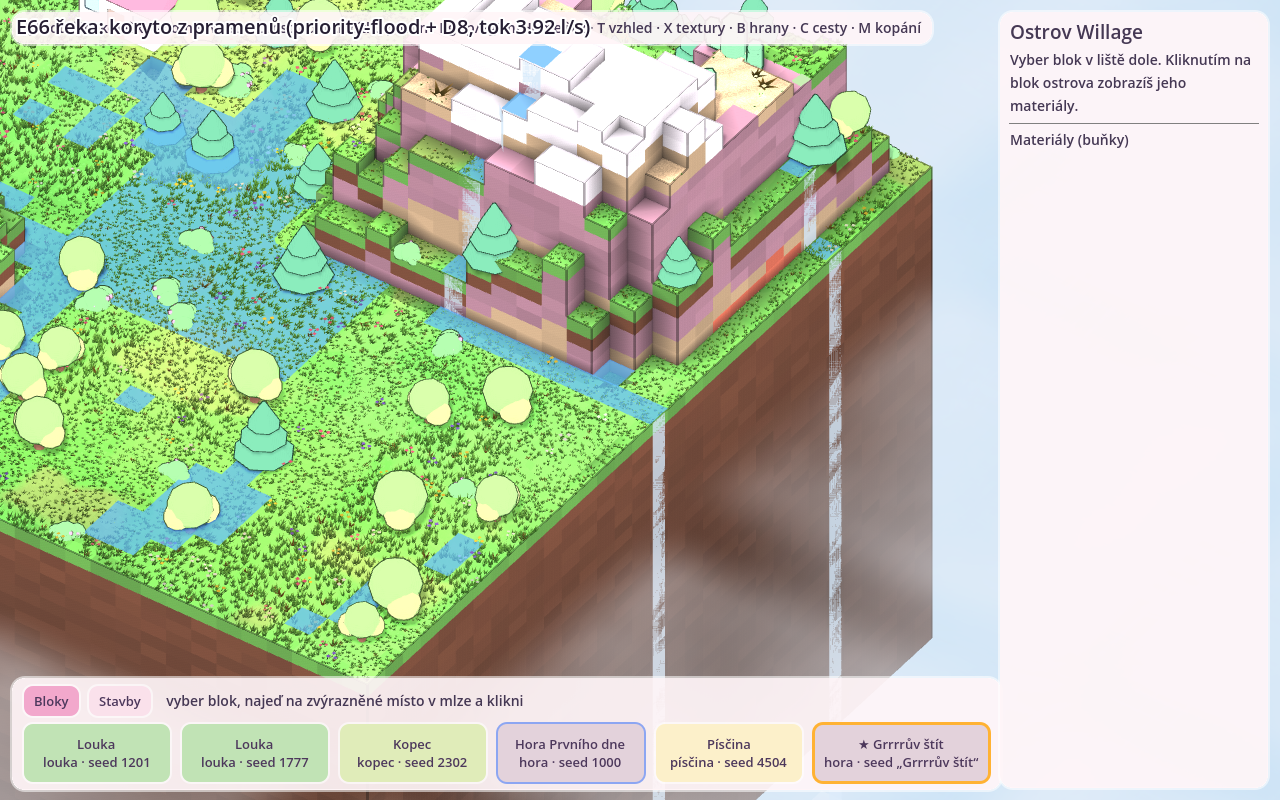 E66 řeka: koryto z pramenů (priority-flood + D8, tok 3.92 l/s)
T vzhled · X textury · B hrany · C cesty · M kopání
Ostrov Village
Vyber blok v liště dole. Kliknutím na
blok ostrova zobrazíš jeho
materiály.
Materiály (buňky)
Bloky
Stavby
vyber blok, najeď na zvýrazněné místo v mlze a klikni
Louka
louka · seed 1201
Louka
louka · seed 1777
Kopec
kopec · seed 2302
Hora Prvního dne
hora · seed 1000
Písčina
písčina · seed 4504
★ Grrrrův štít
hora · seed „Grrrrův štít“